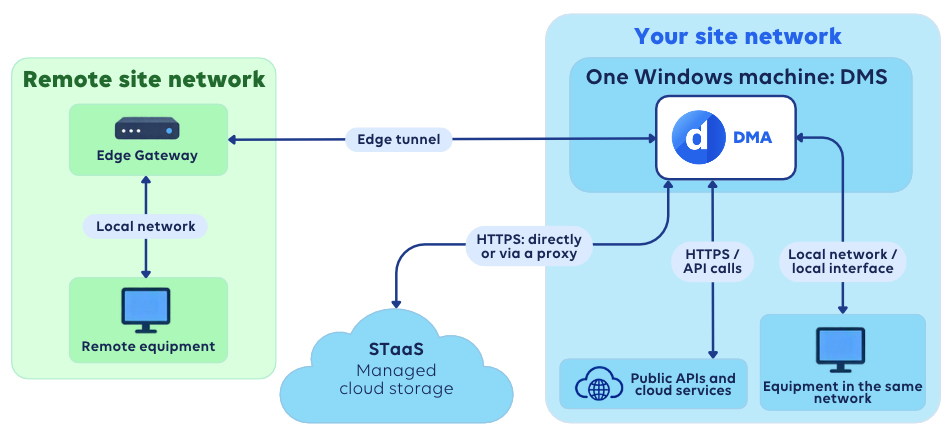 Your site network
Remote site network
One Windows machine: DMS
d
DMA
Edge Gateway
Edge tunnel
Local network
HTTPS: directly
or via a proxy
HTTPS /
API calls
Local network /
local interface
Remote equipment
STaaS
Managed
cloud storage
Public APIs and
cloud services
Equipment in the same
network